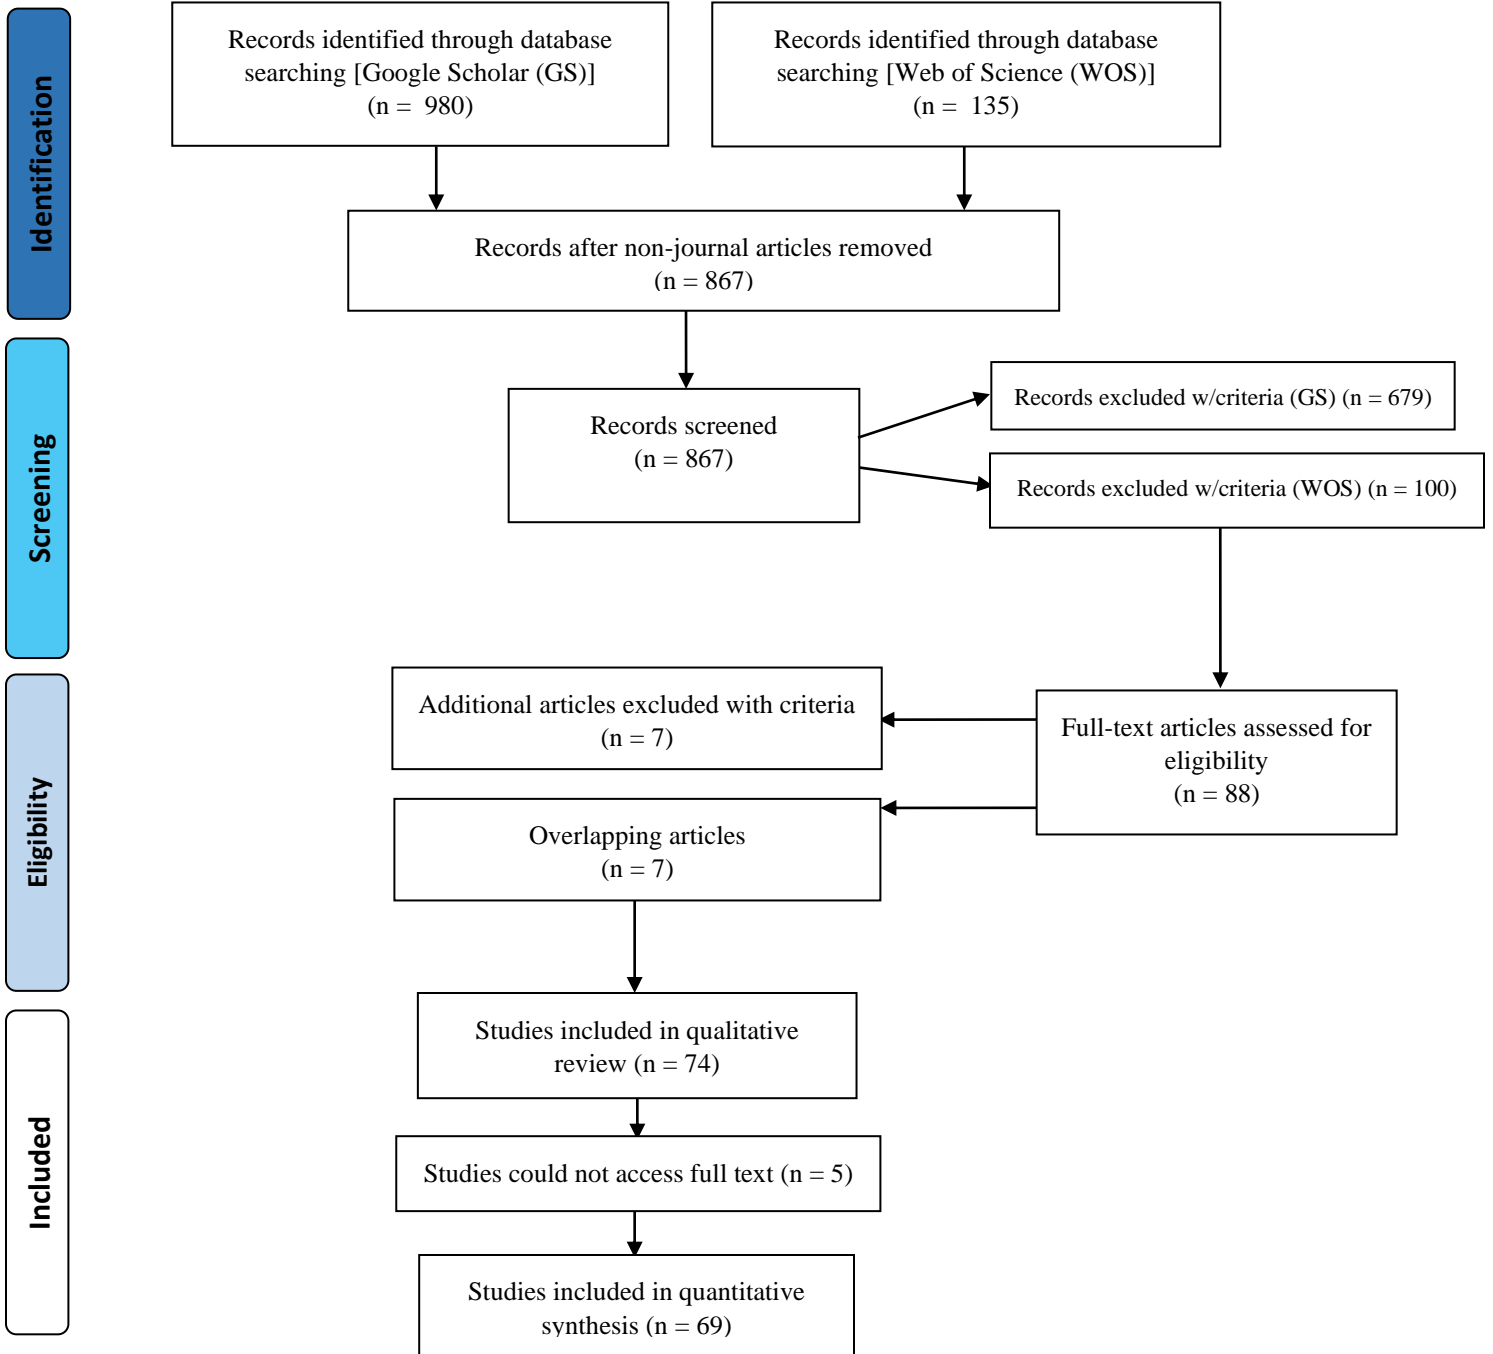 Identification
Records identified through database
searching [Google Scholar (GS)]
(n = 980)
Records identified through database
searching [Web of Science (WOS)]
(n = 135)
Records after non-journal articles removed
(n = 867)
Screening
Records screened
(n = 867)
Records excluded w/criteria (GS) (n = 679)
Records excluded w/criteria (WOS) (n = 100)
Eligibility
Full-text articles assessed for
eligibility
(n = 88)
Additional articles excluded with criteria
(n = 7)
Overlapping articles
(n = 7)
Included
Studies included in qualitative
review (n = 74)
Studies could not access full text (n = 5)
Studies included in quantitative
synthesis (n = 69)